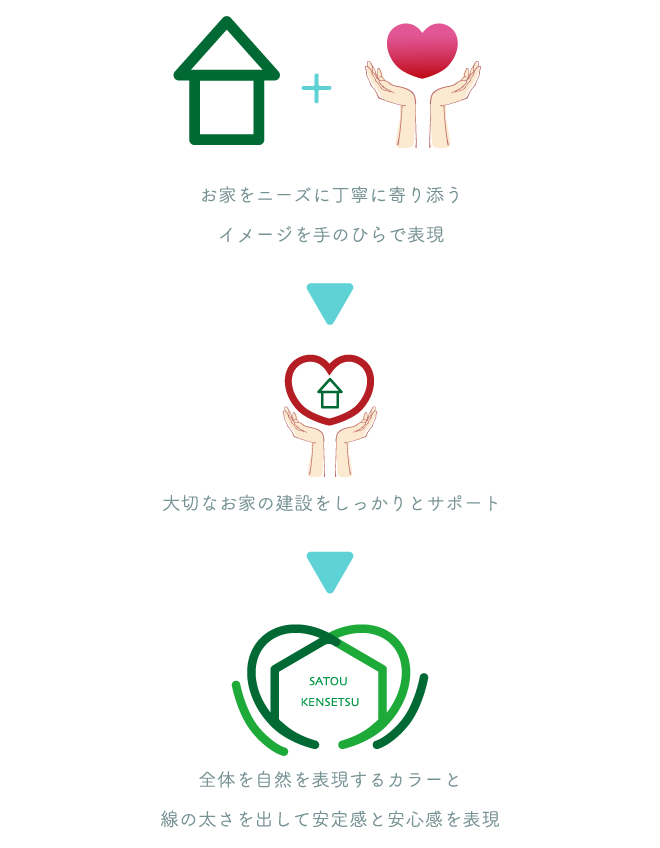 お家をニーズに丁寧に寄り添う
イメージを手のひらで表現
大切なお家の建設をしっかりとサポート
SATOU
KENSETSU
全体を自然を表現するカラーと
線の太さを出して安定感と安心感を表現